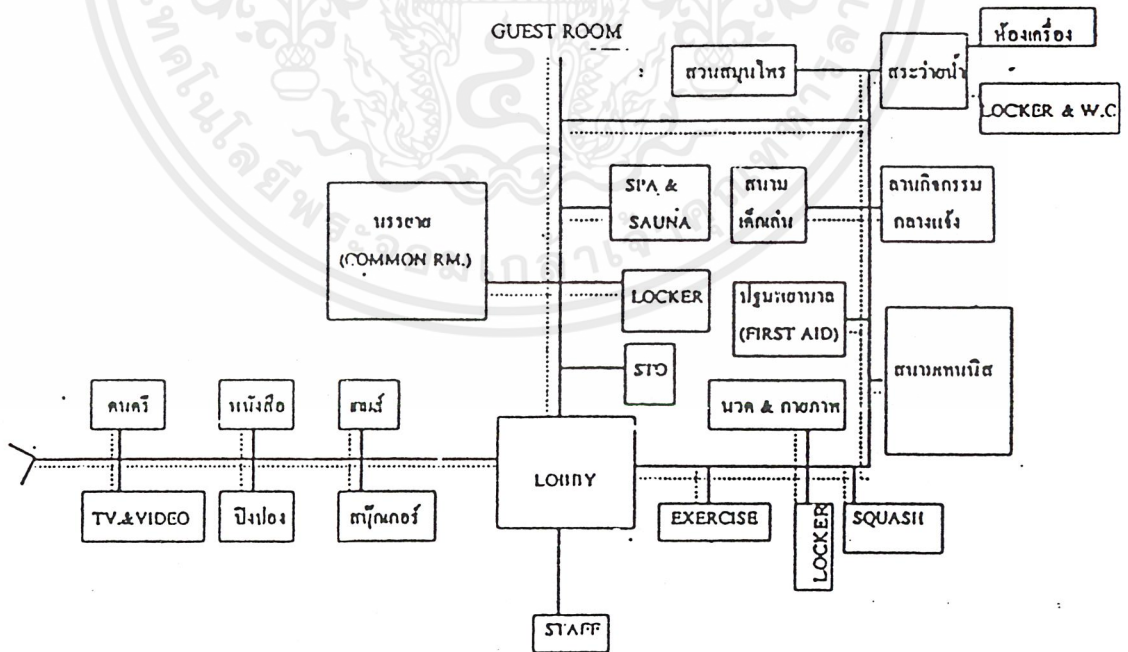 GUEST ROOM
ห้องเครื่อง
สวนสมุนไพร
สระว่ายน้ำ
LOCKER & W.C.
SPA &
SAUNA
สนาม
เด็กเล่น
ลานกิจกรรม
กลางแจ้ง
บรรยาย
(COMMON RM.)
LOCKER
ปฐมพยาบาล
(FIRST AID)
STO
สนามเทนนิส
ดนตรี
หนังสือ
เกมส์
นวด & กายภาพ
LOBBY
TV.&VIDEO
ปิงปอง
สนุ๊กเกอร์
EXERCISE
LOCKER
SQUASH
STAFF